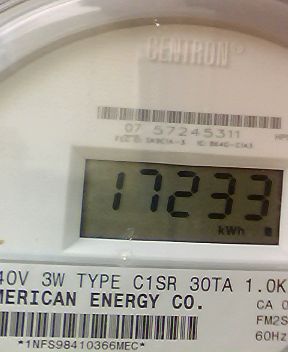 CENTRON®
07 57245311
17233
kWh
40V 3W TYPE C1SR 30TA 1.0K
MERICAN ENERGY CO.
CA 0
FM2S
60Hz
*1NFS98410366MEC*